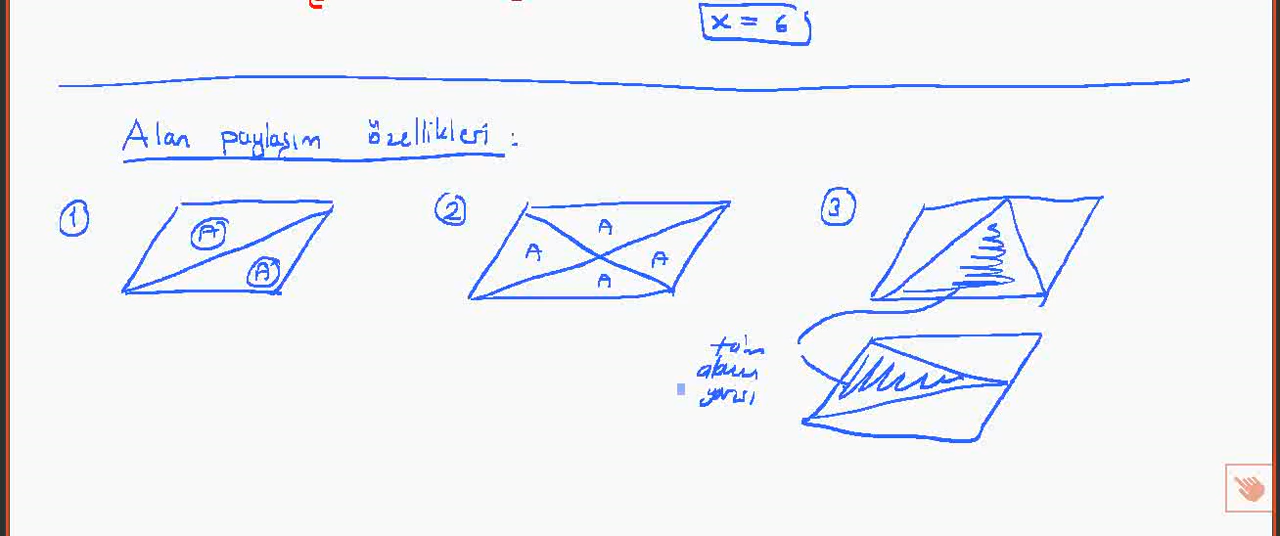 x = 6
Alan paylaşım özellikleri :
1
A
A
2
A
A
A
A
3
tüm
alanın
yarısı